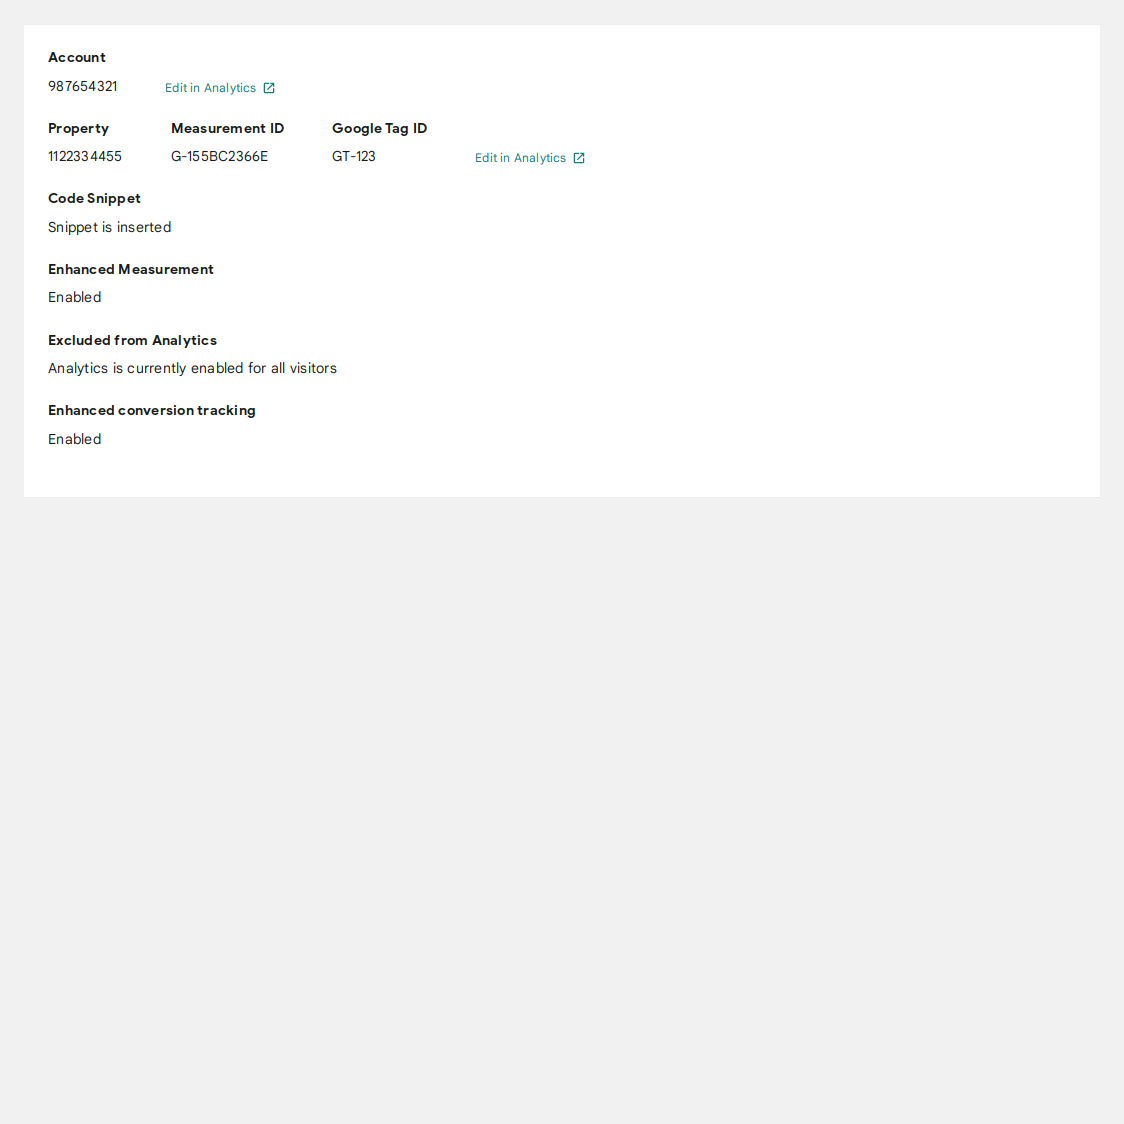 Account
987654321 Edit in Analytics
Property Measurement ID Google Tag ID
1122334455 G-155BC2366E GT-123 Edit in Analytics
Code Snippet
Snippet is inserted
Enhanced Measurement
Enabled
Excluded from Analytics
Analytics is currently enabled for all visitors
Enhanced conversion tracking
Enabled